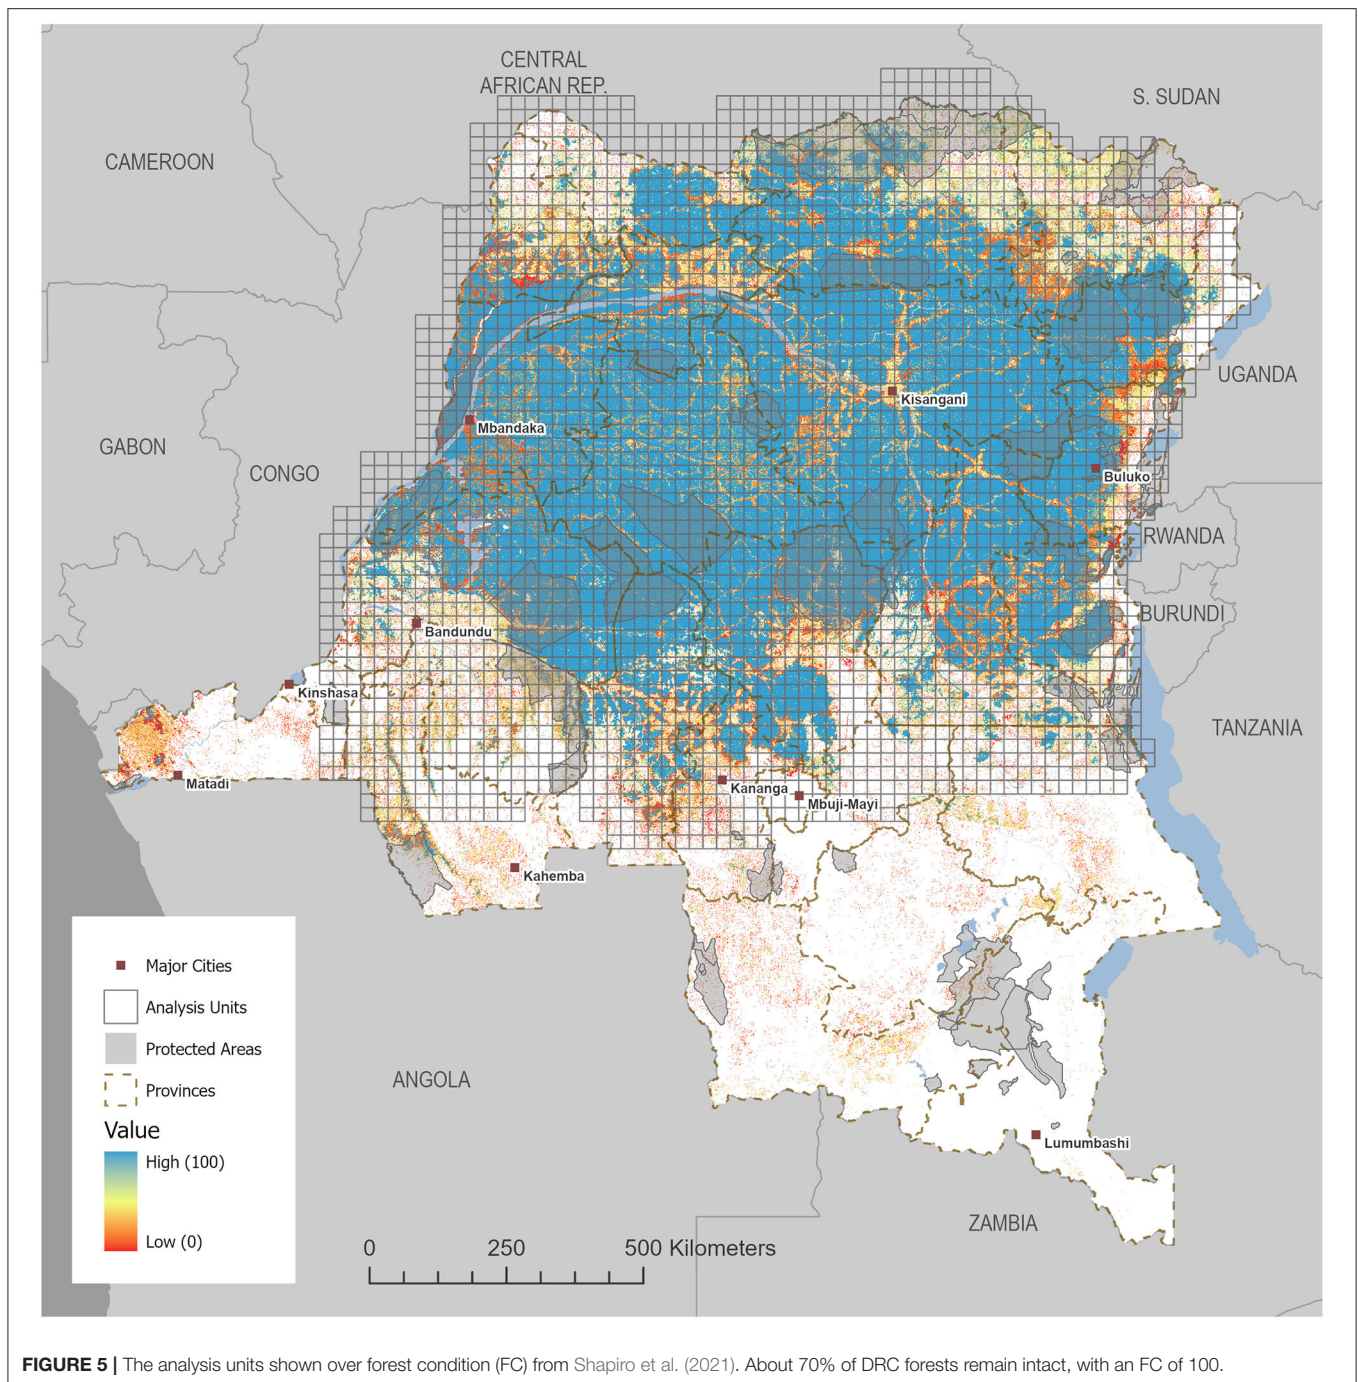 CENTRAL
AFRICAN REP.
S. SUDAN
CAMEROON
UGANDA
Kisangani
Mbandaka
GABON
CONGO
Buluko
RWANDA
BURUNDI
Bandundu
Kinshasa
TANZANIA
Matadi
Kananga
Mbuji-Mayi
Kahemba
Major Cities
Analysis Units
Protected Areas
Provinces
ANGOLA
Value
High (100)
Low (0)
Lumumbashi
ZAMBIA
0 250 500 Kilometers
FIGURE 5 | The analysis units shown over forest condition (FC) from Shapiro et al. (2021). About 70% of DRC forests remain intact, with an FC of 100.